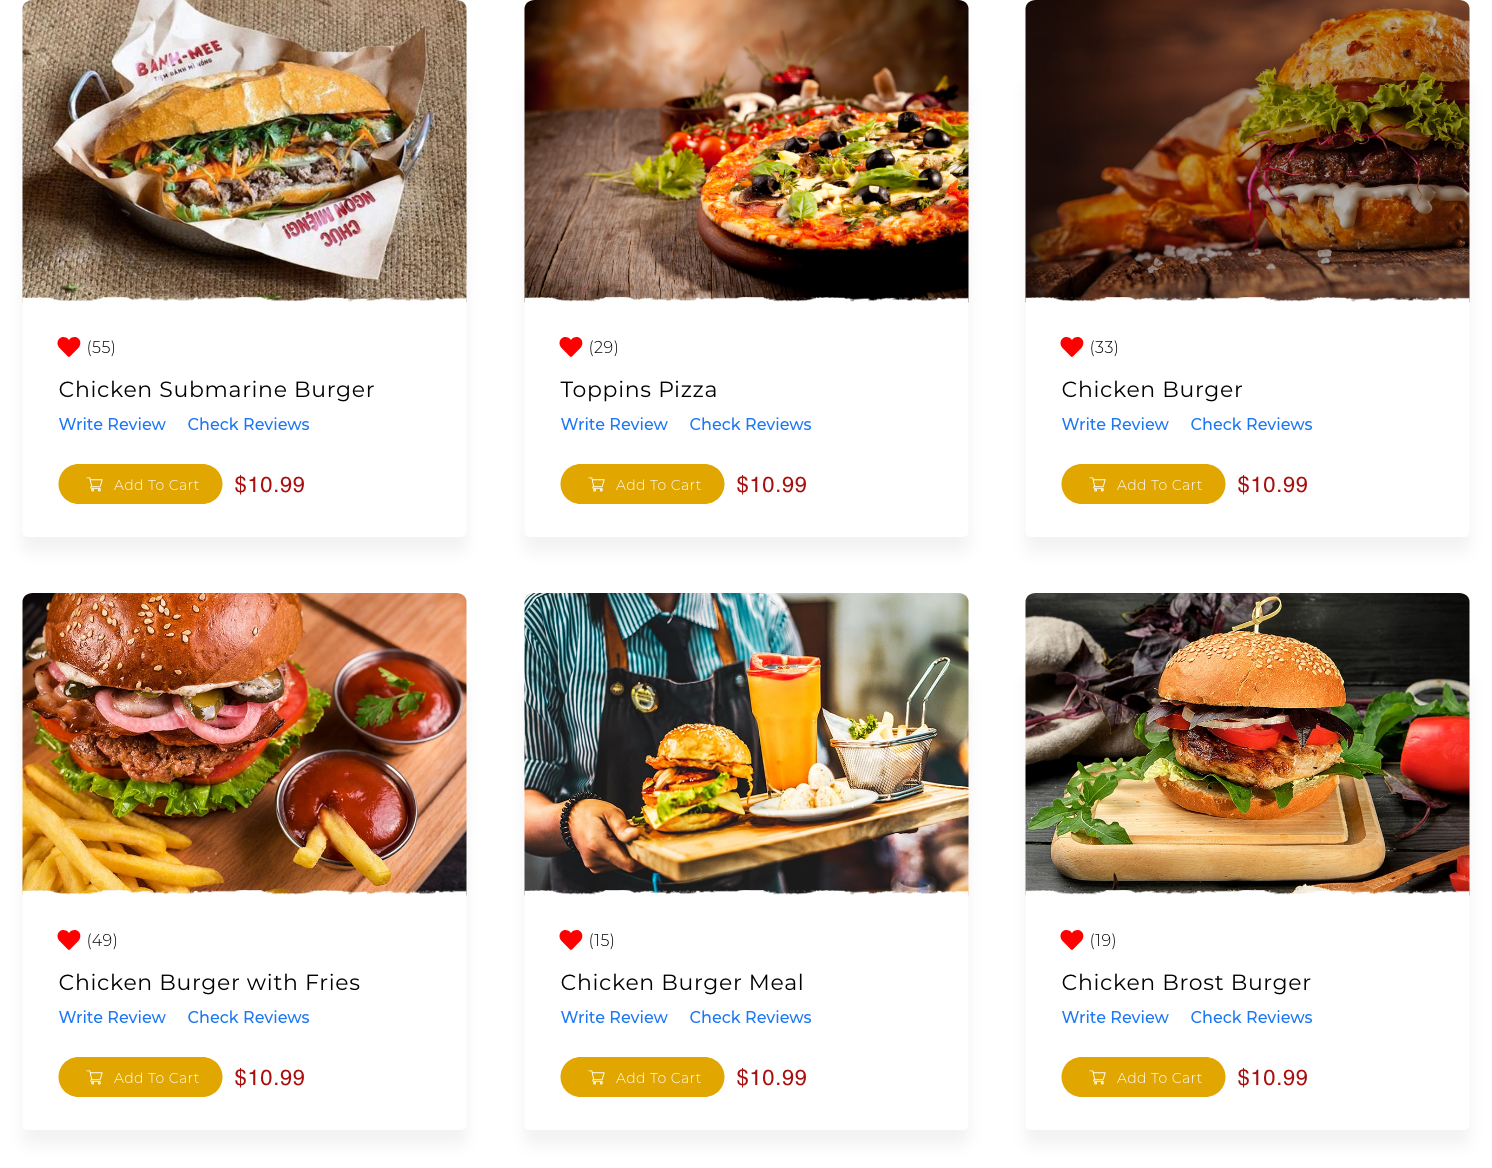 BÁNH-MEE
TIỆM BÁNH MÌ NÓNG
CHÚC
NGON MIỆNG!
(55)
Chicken Submarine Burger
Write Review Check Reviews
Add To Cart $10.99
(29)
Toppins Pizza
Write Review Check Reviews
Add To Cart $10.99
(33)
Chicken Burger
Write Review Check Reviews
Add To Cart $10.99
(49)
Chicken Burger with Fries
Write Review Check Reviews
Add To Cart $10.99
(15)
Chicken Burger Meal
Write Review Check Reviews
Add To Cart $10.99
(19)
Chicken Brost Burger
Write Review Check Reviews
Add To Cart $10.99